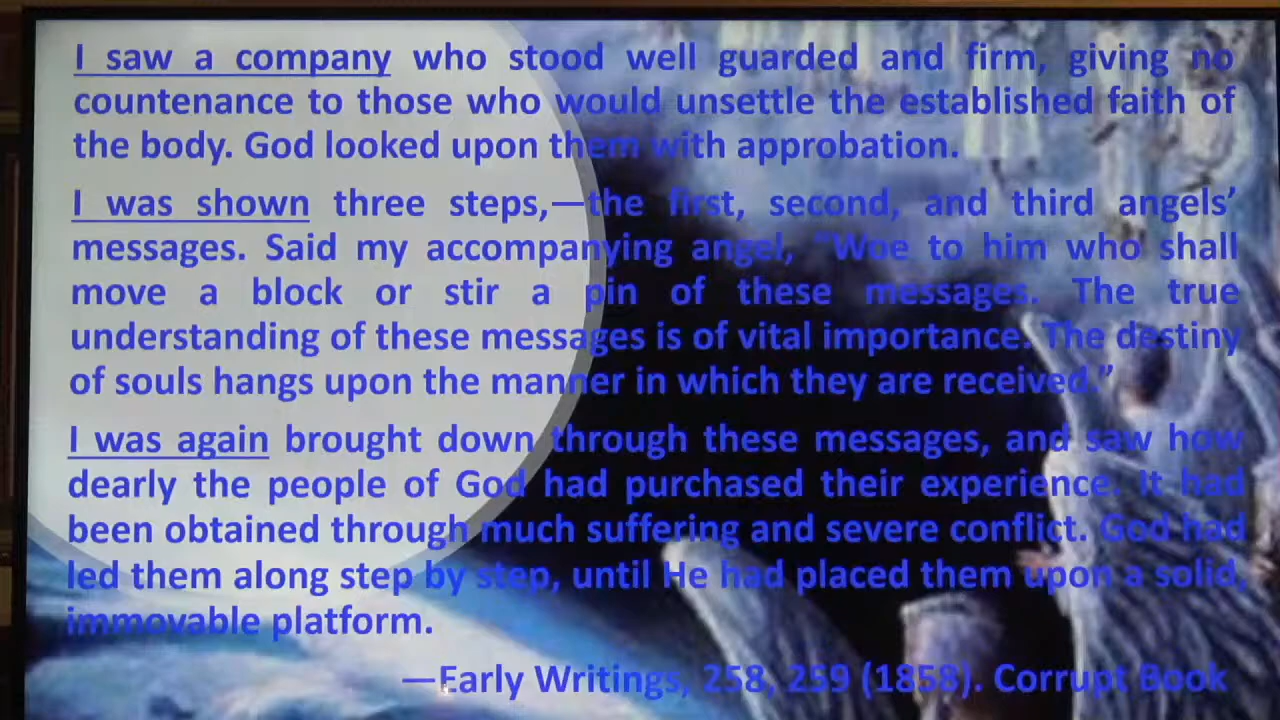 I saw a company who stood well guarded and firm, giving no
countenance to those who would unsettle the established faith of
the body. God looked upon them with approbation.
I was shown three steps,—the first, second, and third angels’
messages. Said my accompanying angel, “Woe to him who shall
move a block or stir a pin of these messages. The true
understanding of these messages is of vital importance. The destiny
of souls hangs upon the manner in which they are received.”
I was again brought down through these messages, and saw how
dearly the people of God had purchased their experience. It had
been obtained through much suffering and severe conflict. God had
led them along step by step, until He had placed them upon a solid,
immovable platform.
—Early Writings, 258, 259 (1858). Corrupt Book